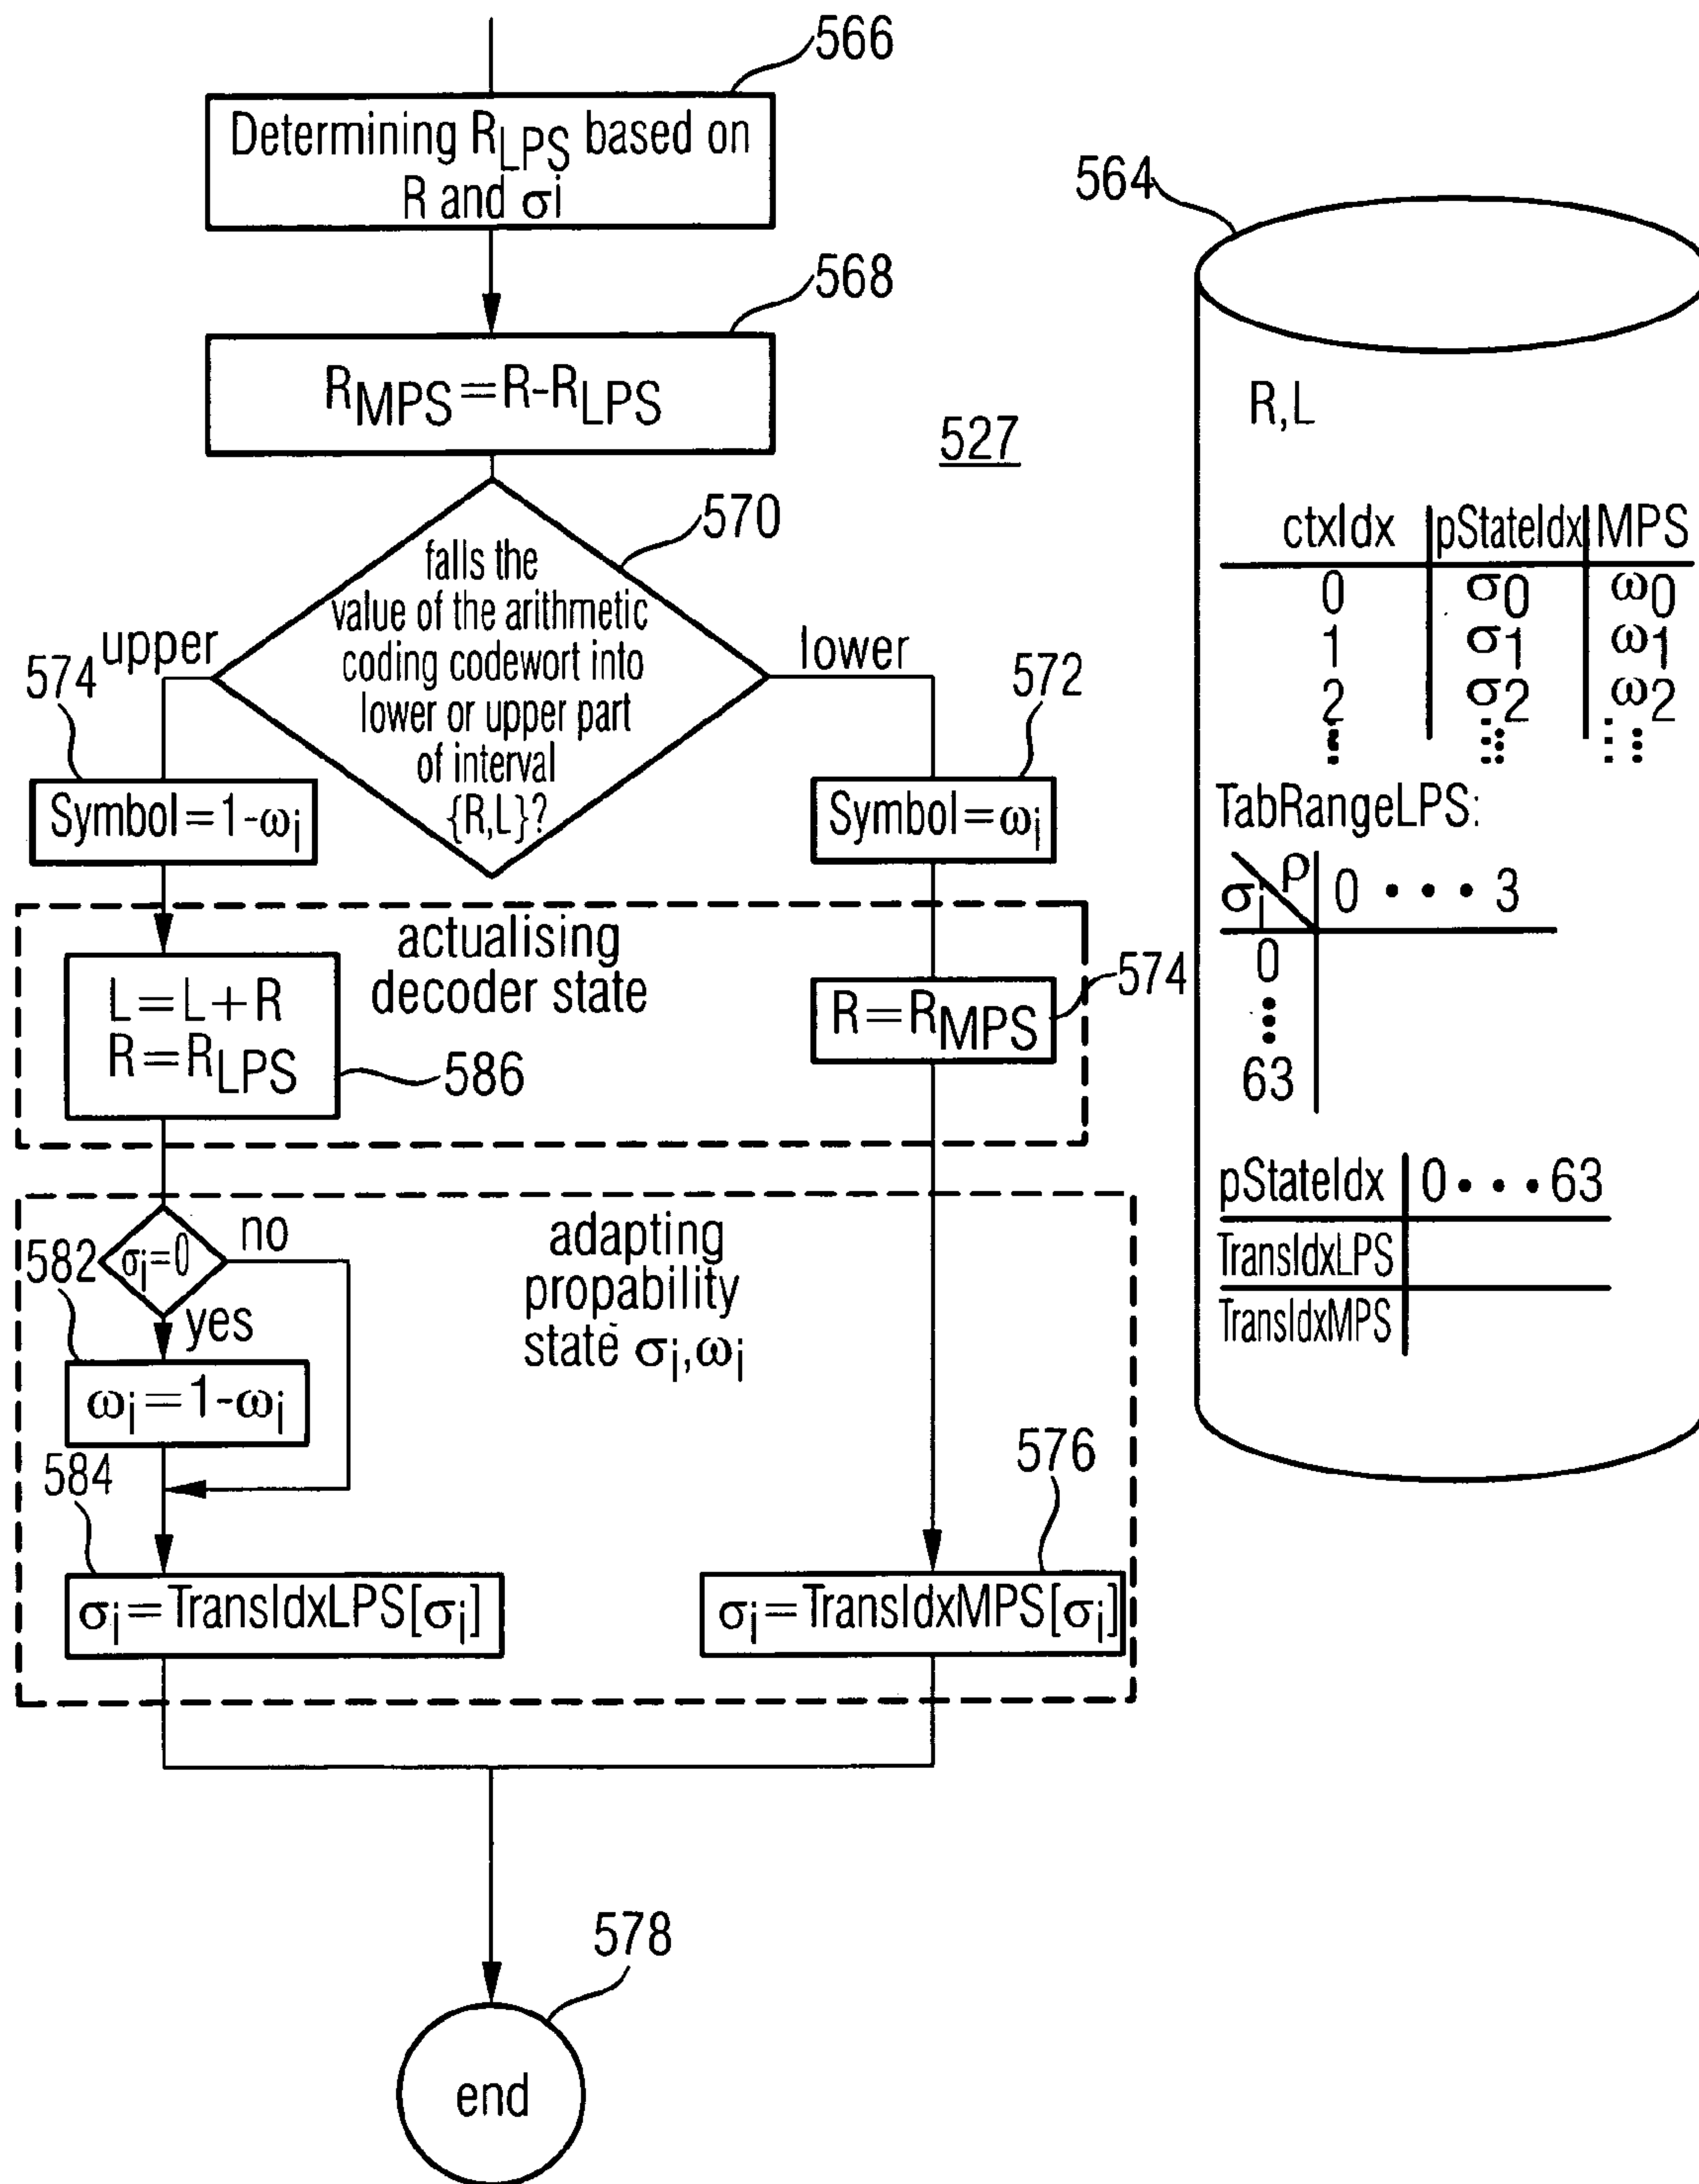 566
Determining RLPS based on
R and σi
568
RMPS=R-RLPS
527
570
falls the
value of the arithmetic
coding codewort into
lower or upper part
of interval
{R,L}?
upper
lower
574
Symbol=1-ωi
572
Symbol=ωi
actualising
decoder state
L=L+R
R=RLPS
586
R=RMPS
574
582
σi=0
no
yes
ωi=1-ωi
adapting
propability
state σi,ωi
584
σi=TransIdxLPS[σi]
576
σi=TransIdxMPS[σi]
578
end
564
R,L
ctxIdx pStateIdx MPS
0 σ0 ω0
1 σ1 ω1
2 σ2 ω2
TabRangeLPS:
σi ρ 0 • • • 3
0
63
pStateIdx 0 • • • 63
TransIdxLPS
TransIdxMPS